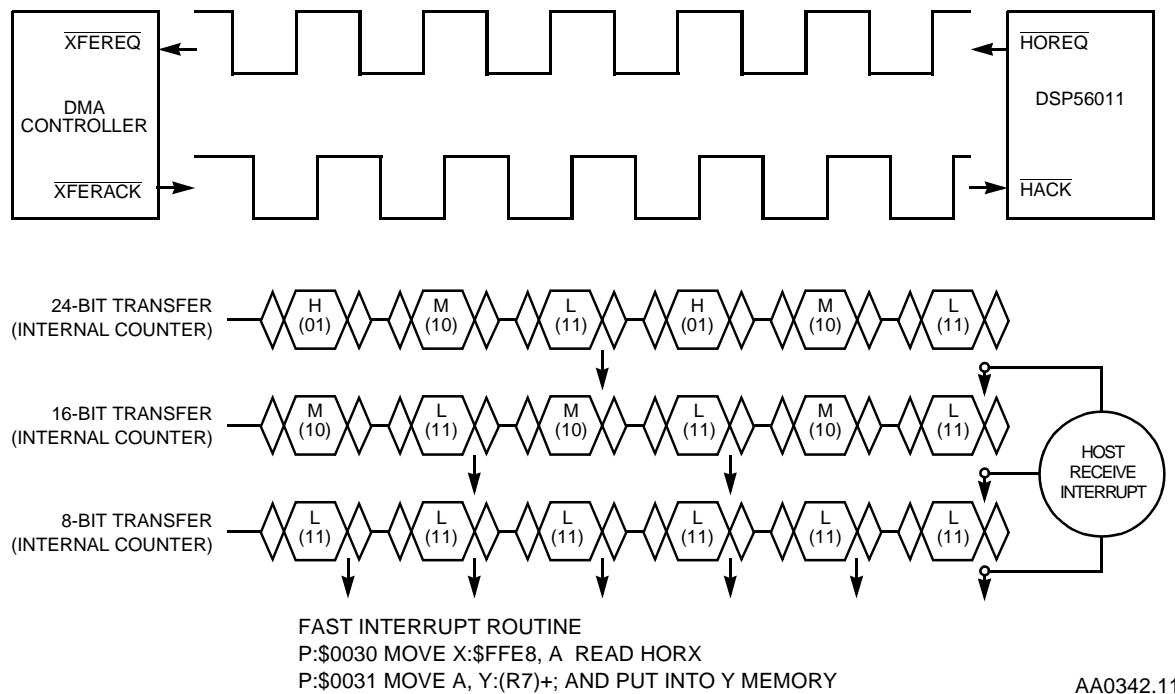 XFEREQ
HOREQ
DMA
CONTROLLER
DSP56011
XFERACK
HACK
24-BIT TRANSFER
(INTERNAL COUNTER)
H
(01)
M
(10)
L
(11)
H
(01)
M
(10)
L
(11)
16-BIT TRANSFER
(INTERNAL COUNTER)
M
(10)
L
(11)
M
(10)
L
(11)
M
(10)
L
(11)
HOST
RECEIVE
INTERRUPT
8-BIT TRANSFER
(INTERNAL COUNTER)
L
(11)
L
(11)
L
(11)
L
(11)
L
(11)
L
(11)
FAST INTERRUPT ROUTINE
P:$0030 MOVE X:$FFE8, A READ HORX
P:$0031 MOVE A, Y:(R7)+; AND PUT INTO Y MEMORY
AA0342.11